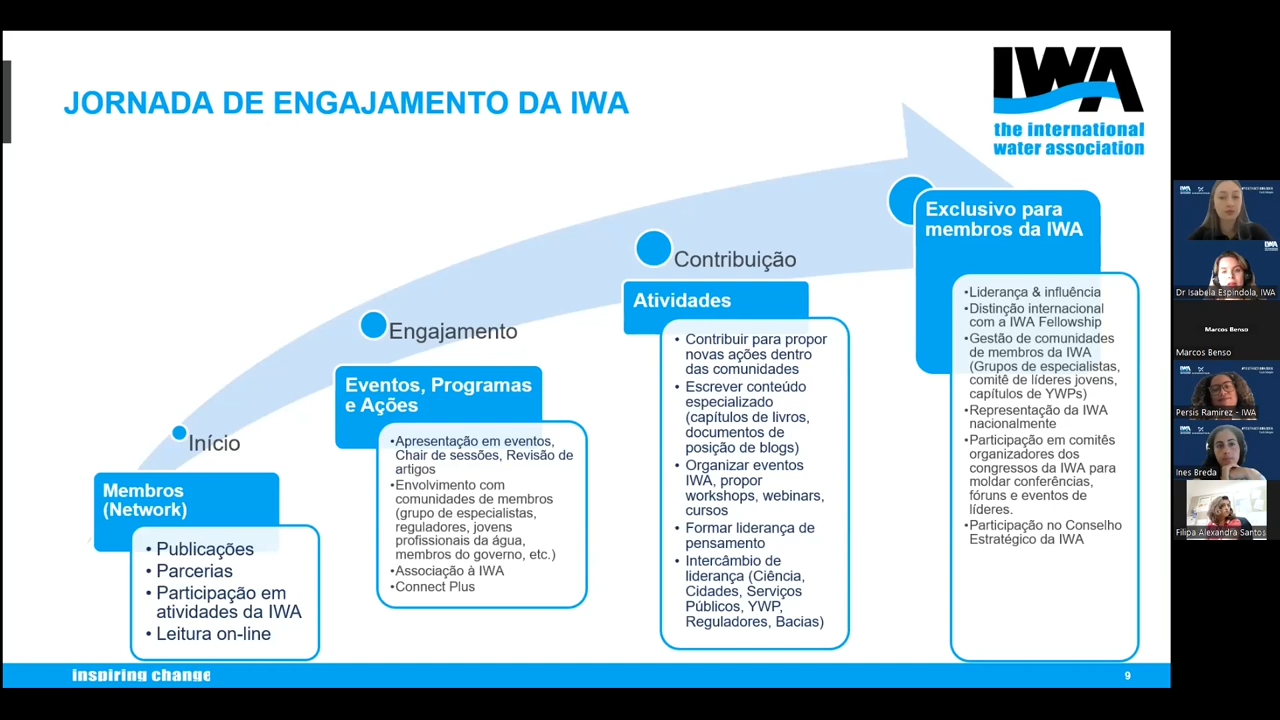 JORNADA DE ENGAJAMENTO DA IWA
IWA
the international
water association
Início
Membros
(Network)
• Publicações
• Parcerias
• Participação em
atividades da IWA
• Leitura on-line
Engajamento
Eventos, Programas
e Ações
•Apresentação em eventos,
Chair de sessões, Revisão de
artigos
•Envolvimento com
comunidades de membros
(grupo de especialistas,
reguladores, jovens
profissionais da água,
membros do governo, etc.)
•Associação à IWA
•Connect Plus
Contribuição
Atividades
• Contribuir para propor
novas ações dentro
das comunidades
• Escrever conteúdo
especializado
(capítulos de livros,
documentos de
posição de blogs)
• Organizar eventos
IWA, propor
workshops, webinars,
cursos
• Formar liderança de
pensamento
• Intercâmbio de
liderança (Ciência,
Cidades, Serviços
Públicos, YWP,
Reguladores, Bacias)
Exclusivo para
membros da IWA
•Liderança & influência
•Distinção internacional
com a IWA Fellowship
•Gestão de comunidades
de membros da IWA
(Grupos de especialistas,
comitê de líderes jovens,
capítulos de YWPs)
•Representação da IWA
nacionalmente
•Participação em comitês
organizadores dos
congressos da IWA para
moldar conferências,
fóruns e eventos de
líderes.
•Participação no Conselho
Estratégico da IWA
inspiring change
9
IWA
Dr Isabela Espindola, IWA
Marcos Benso
Marcos Benso
Persis Ramirez - IWA
Ines Breda
Filipa Alexandra Santos